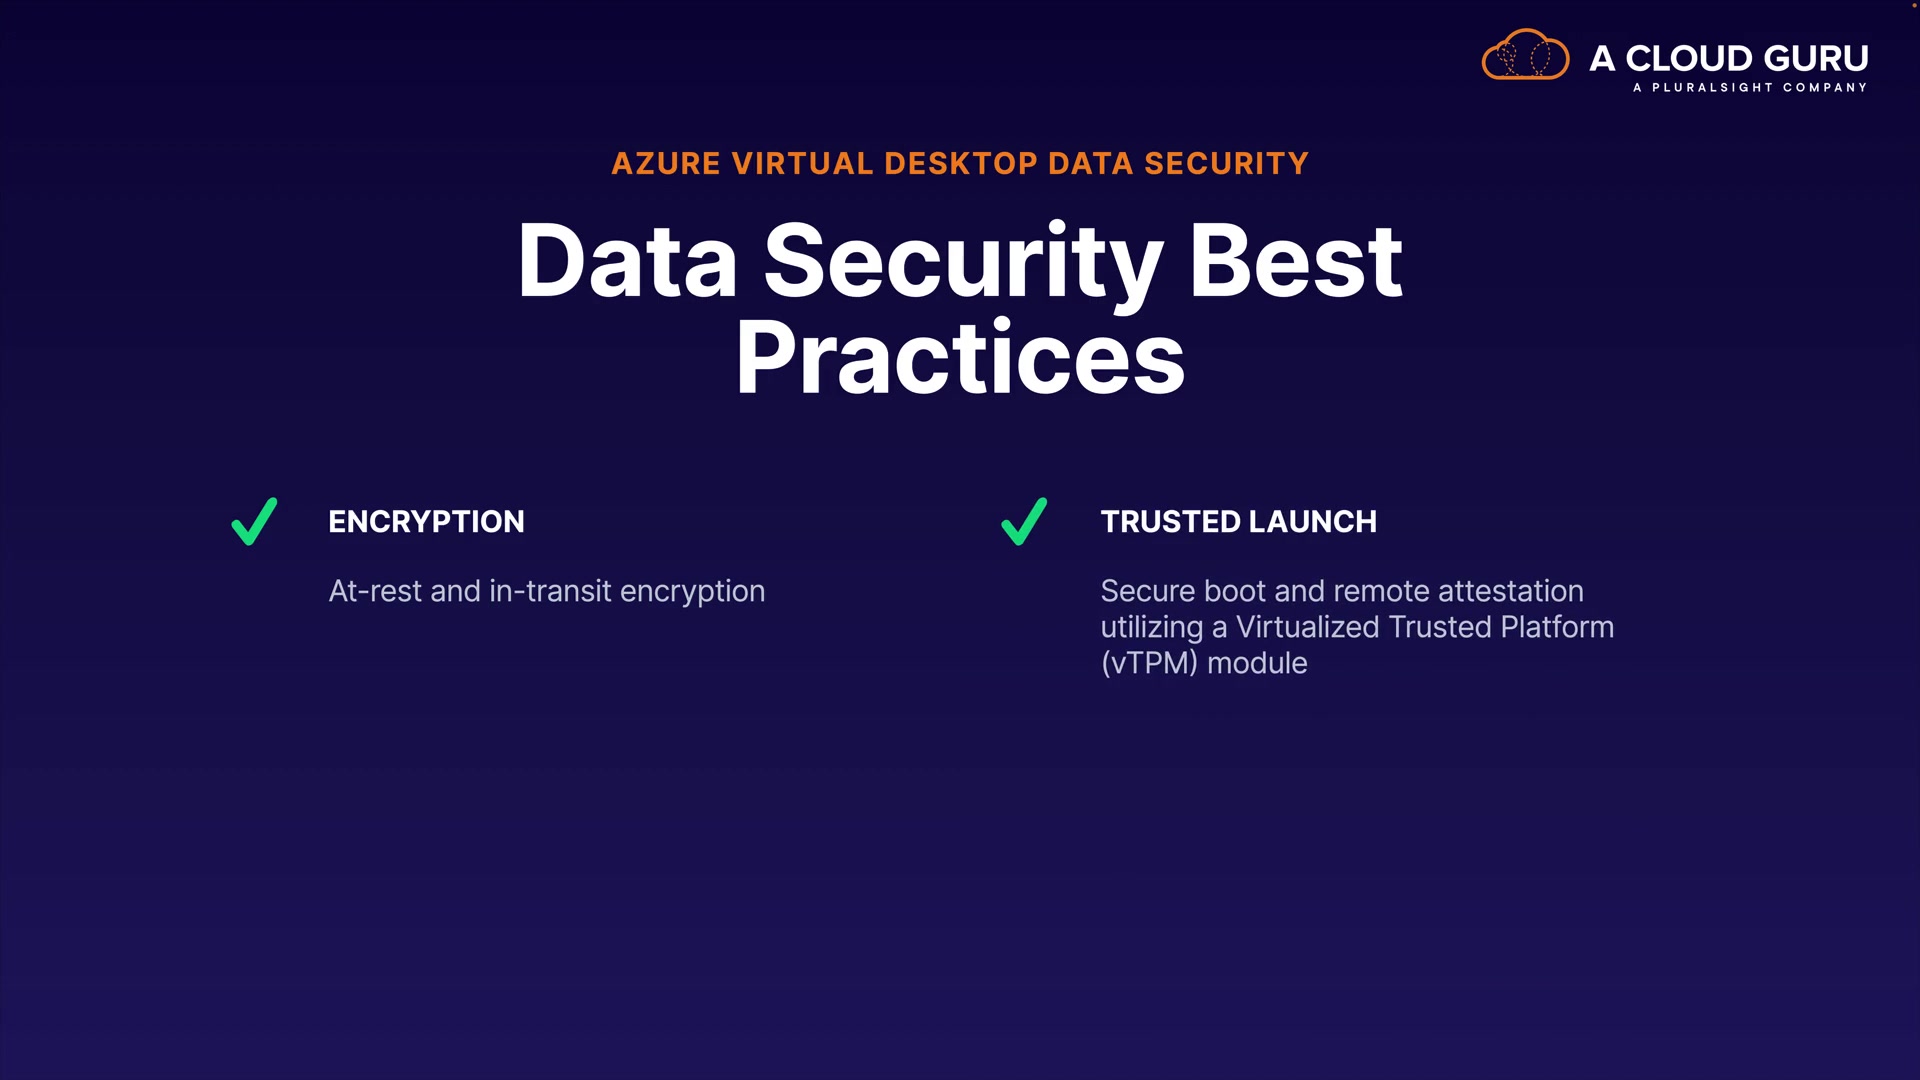 A CLOUD GURU
A PLURALSIGHT COMPANY
AZURE VIRTUAL DESKTOP DATA SECURITY
Data Security Best
Practices
ENCRYPTION
At-rest and in-transit encryption
TRUSTED LAUNCH
Secure boot and remote attestation
utilizing a Virtualized Trusted Platform
(vTPM) module